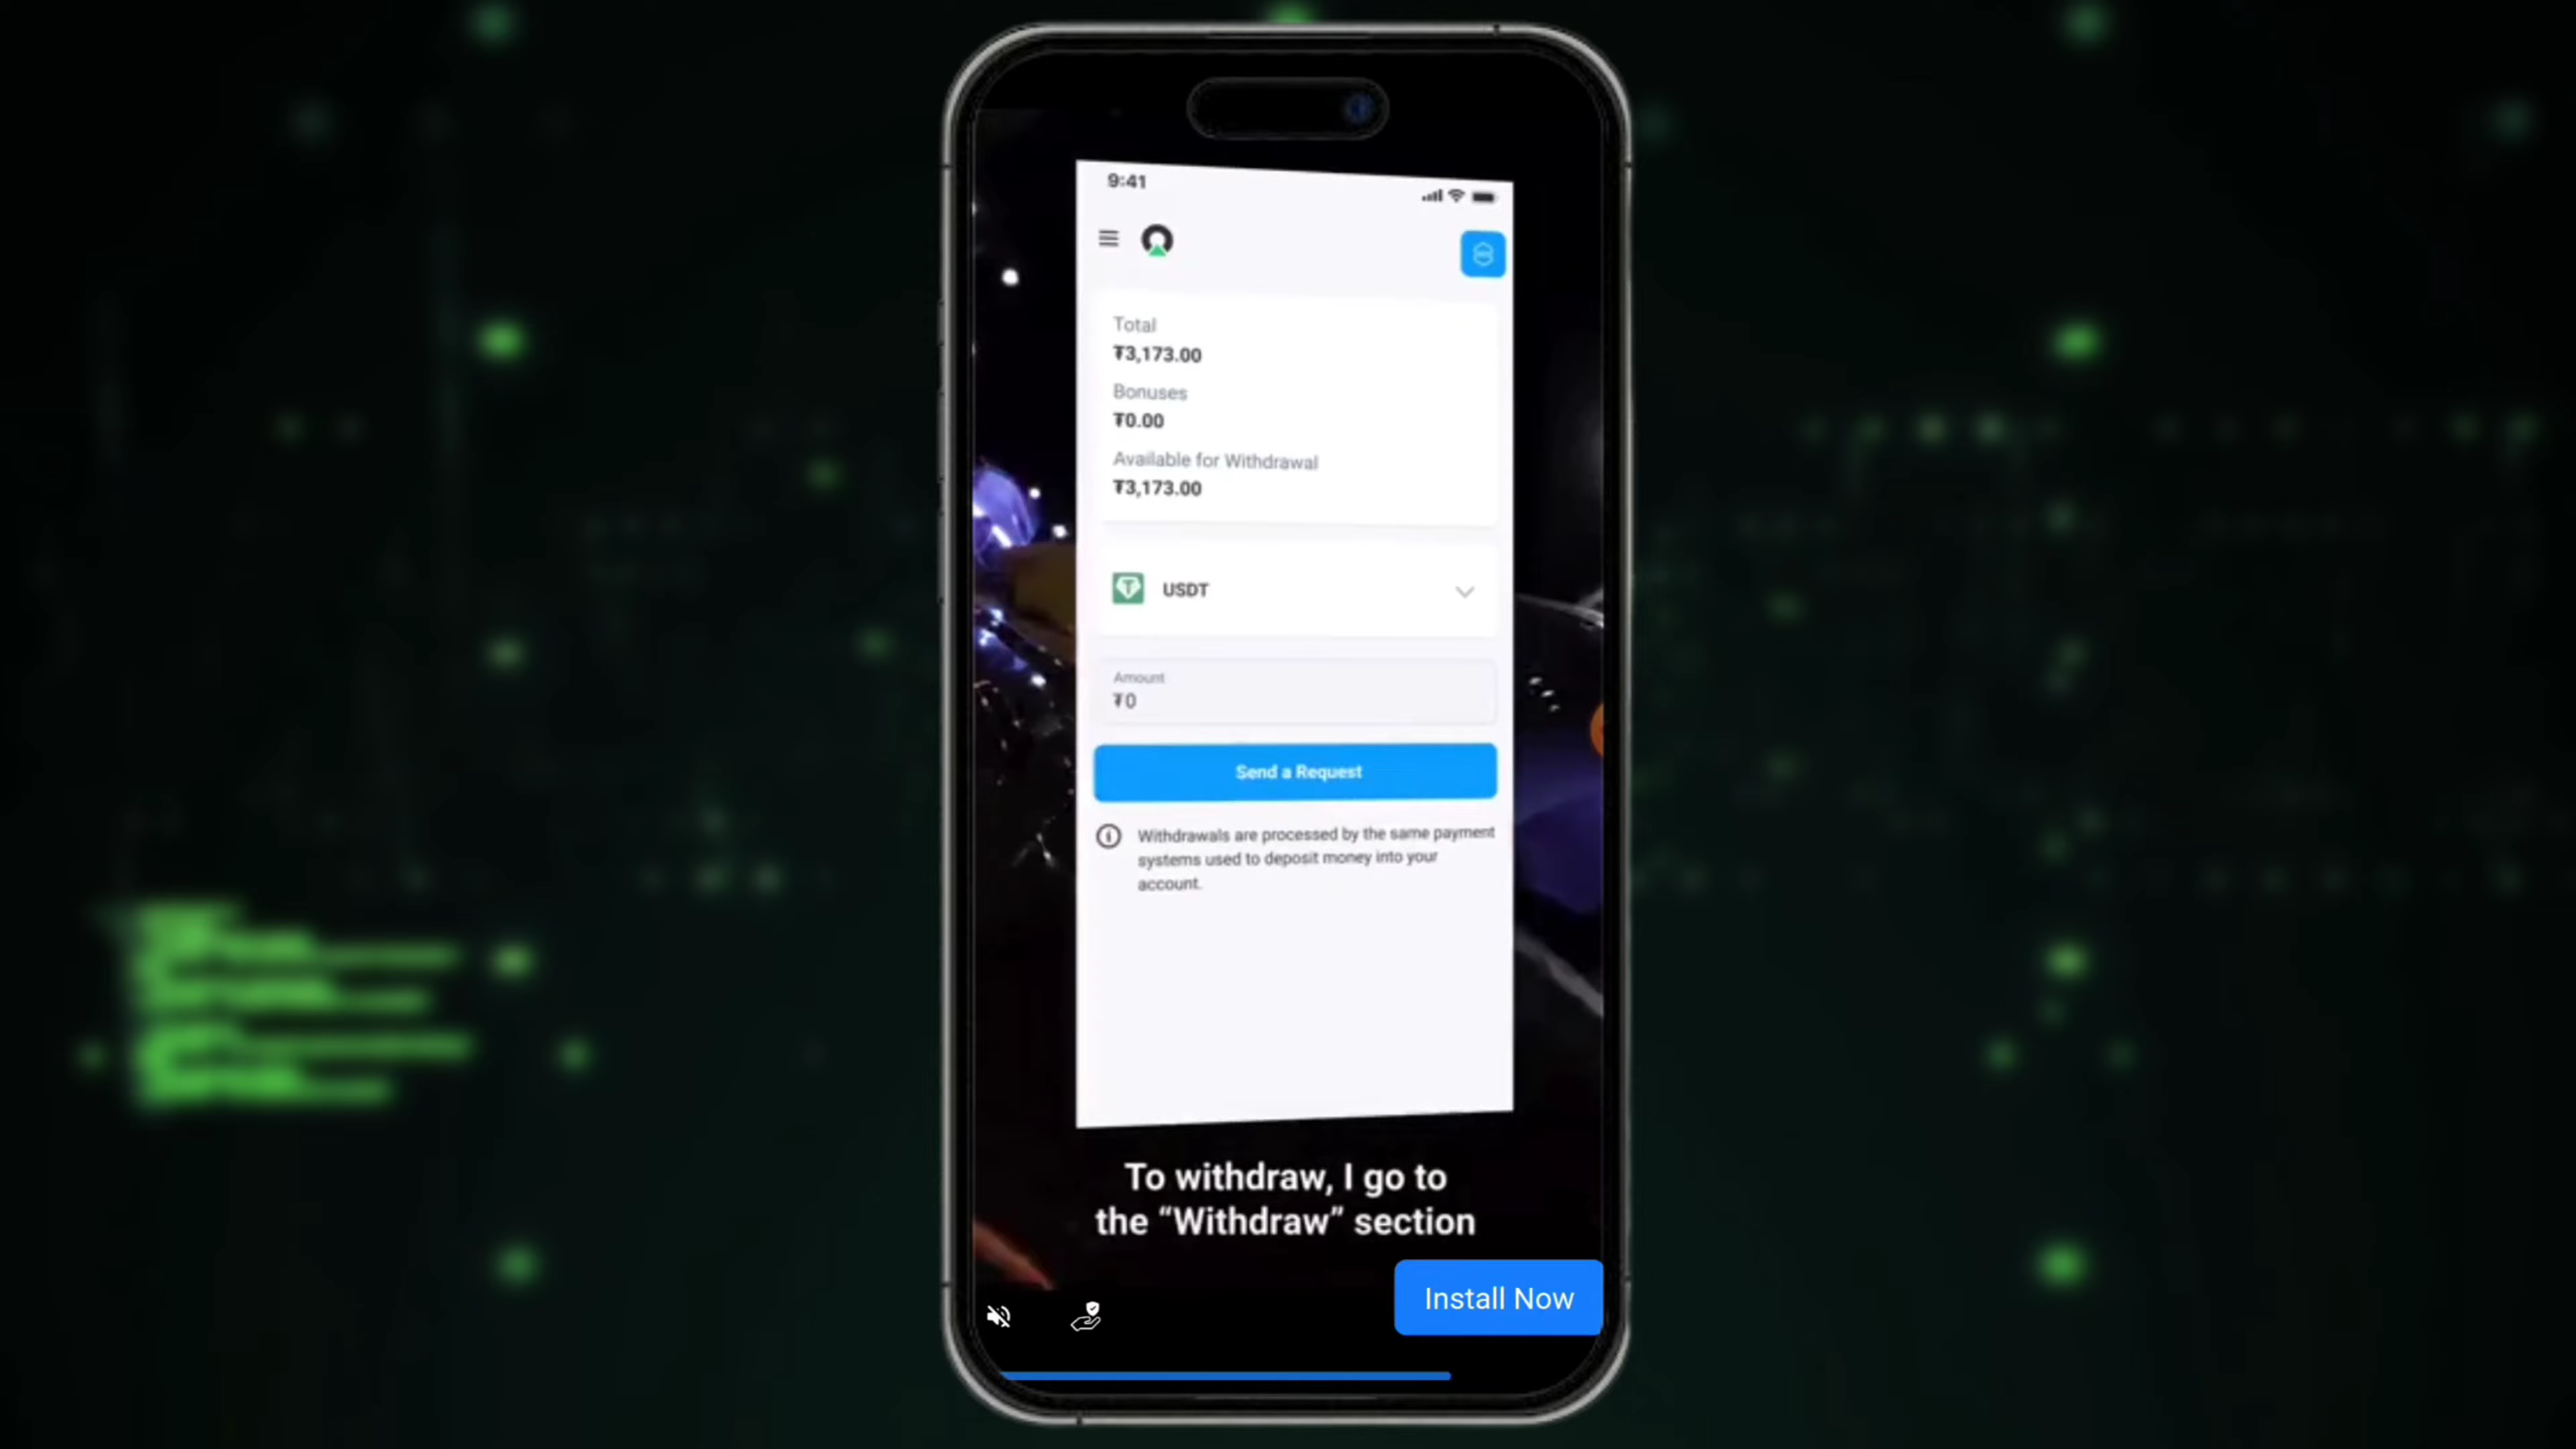 9:41
Total
₮3,173.00
Bonuses
₮0.00
Available for Withdrawal
₮3,173.00
USDT
Amount
₮0
Send a Request
Withdrawals are processed by the same payment
systems used to deposit money into your
account.
To withdraw, I go to
the “Withdraw” section
Install Now